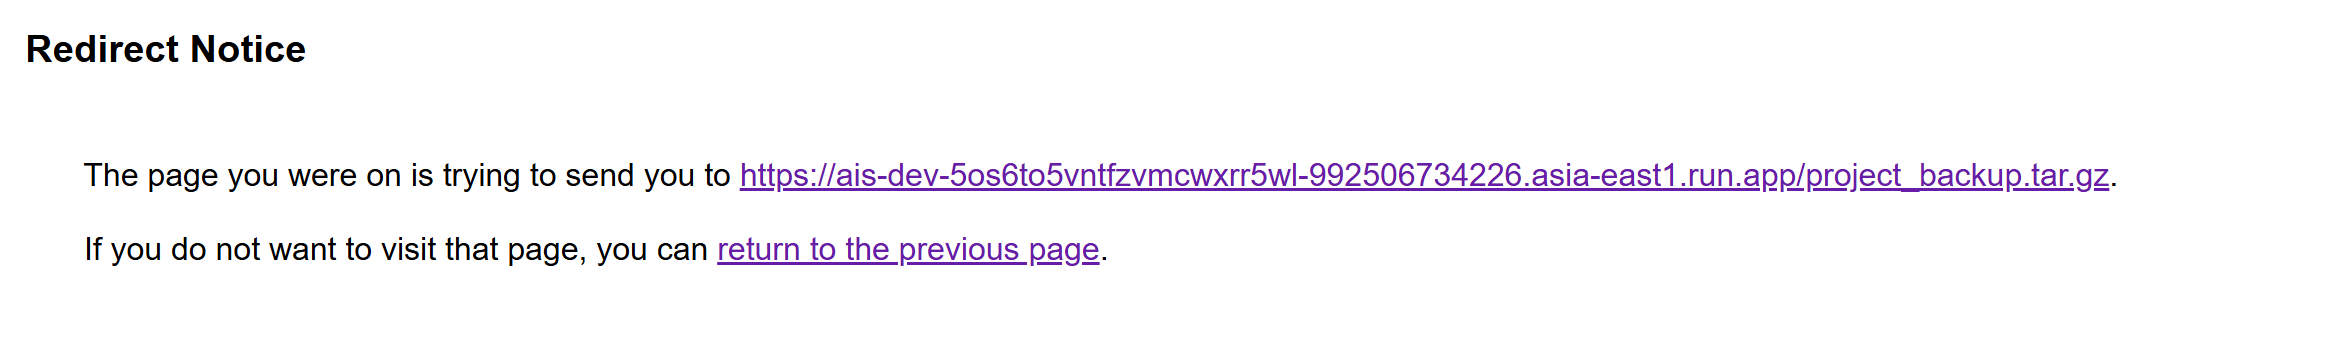 Redirect Notice
The page you were on is trying to send you to https://ais-dev-5os6to5vntfzvmcwxrr5wl-992506734226.asia-east1.run.app/project_backup.tar.gz.
If you do not want to visit that page, you can return to the previous page.